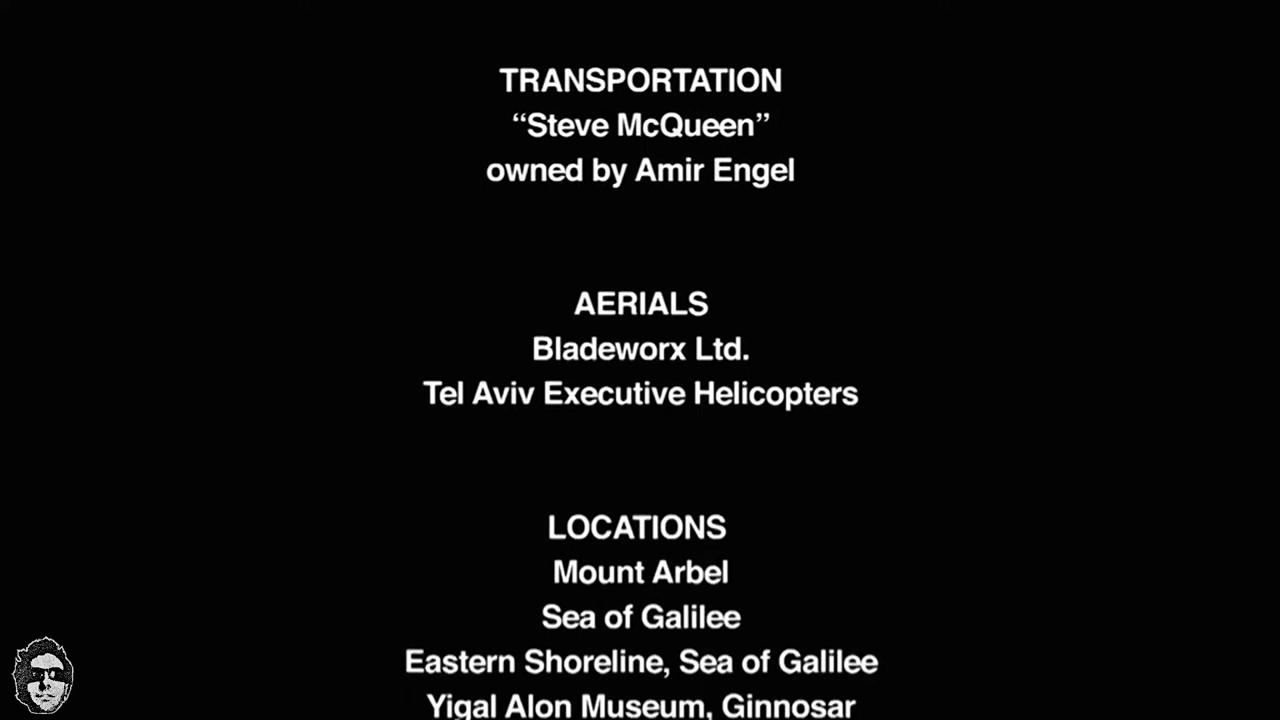 TRANSPORTATION
“Steve McQueen”
owned by Amir Engel
AERIALS
Bladeworx Ltd.
Tel Aviv Executive Helicopters
LOCATIONS
Mount Arbel
Sea of Galilee
Eastern Shoreline, Sea of Galilee
Yigal Alon Museum, Ginnosar